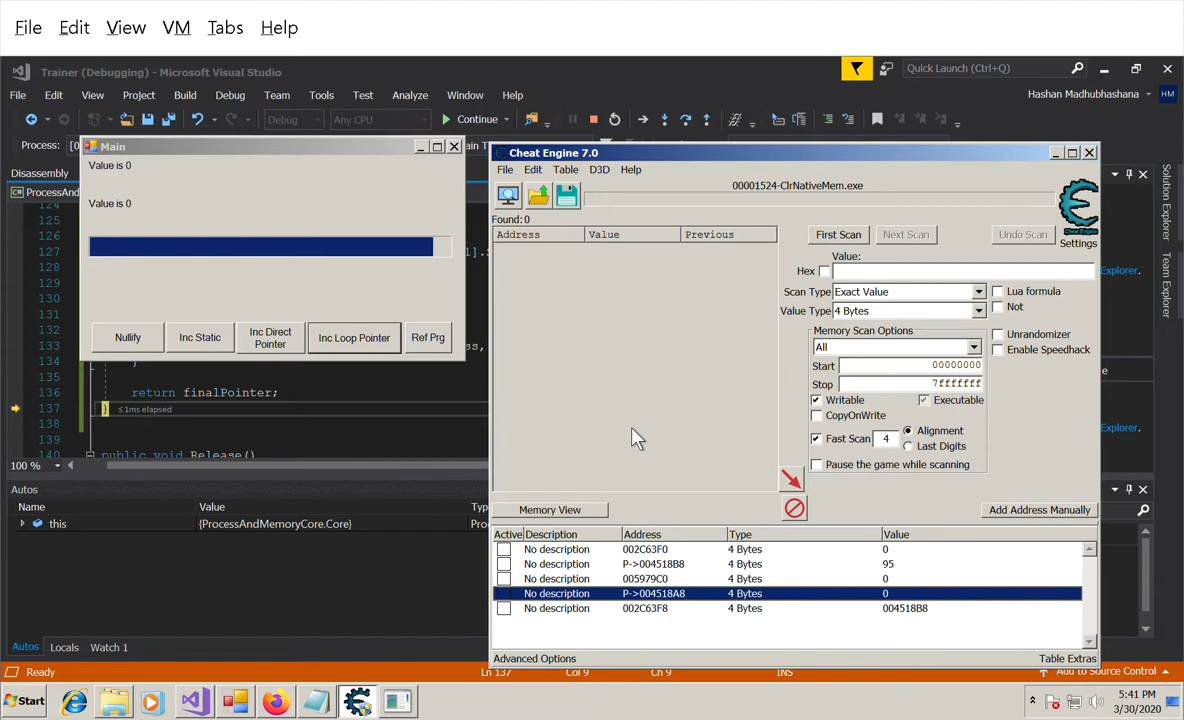 File Edit View VM Tabs Help
Trainer (Debugging) - Microsoft Visual Studio
Quick Launch (Ctrl+Q)
File Edit View Project Build Debug Team Tools Test Analyze Window Help
Hashan Madhubhashana HM
Debug Any CPU Continue
Process: [0
Disassembly
ProcessAnd
Main
Value is 0
Value is 0
Nullify
Inc Static
Inc Direct
Pointer
Inc Loop Pointer
Ref Prg
124
125
126
127
128
129
130
131
132
133
134
135
136 return finalPointer;
137 } ≤1ms elapsed
138
139
140 public void Release()
100 %
Autos
Name Value Typ
this {ProcessAndMemoryCore.Core} Proc
Autos Locals Watch 1
Cheat Engine 7.0
File Edit Table D3D Help
00001524-ClrNativeMem.exe
Cheat Engine
Settings
Found: 0
Address Value Previous
First Scan Next Scan Undo Scan
Value:
Hex
Scan Type Exact Value
Lua formula
Not
Value Type 4 Bytes
Memory Scan Options
All
Start 00000000
Stop 7fffffff
Writable Executable
CopyOnWrite
Fast Scan 4 Alignment
Last Digits
Pause the game while scanning
Unrandomizer
Enable Speedhack
Memory View Add Address Manually
Active Description Address Type Value
No description 002C63F0 4 Bytes 0
No description P->004518B8 4 Bytes 95
No description 005979C0 4 Bytes 0
No description P->004518A8 4 Bytes 0
No description 002C63F8 4 Bytes 004518B8
Advanced Options Table Extras
Solution Explorer
Team Explorer
Explorer.
Explorer.
Ready Ln 137 Col 9 Ch 9 INS Add to Source Control
Start
5:41 PM
3/30/2020